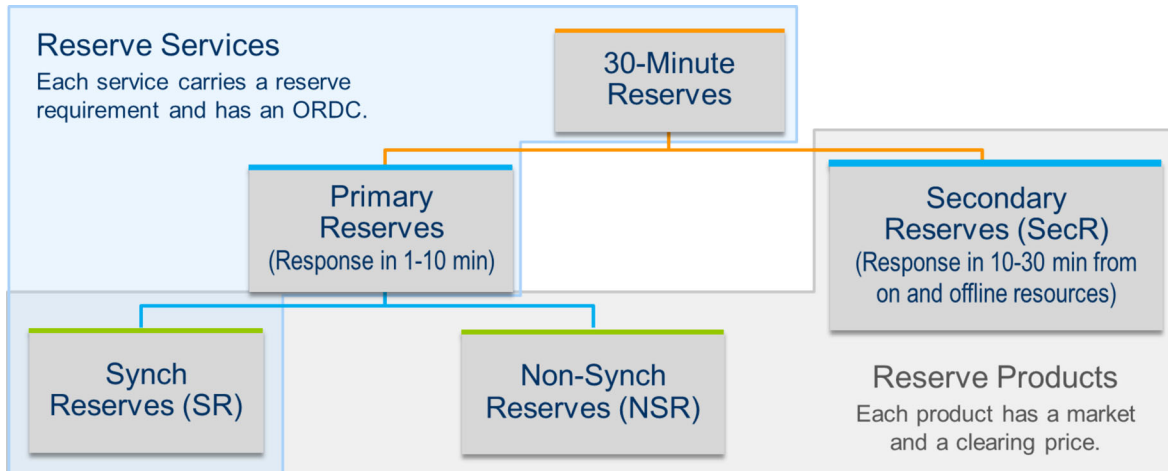 Reserve Services
Each service carries a reserve
requirement and has an ORDC.
30-Minute
Reserves
Primary
Reserves
(Response in 1-10 min)
Secondary
Reserves (SecR)
(Response in 10-30 min from
on and offline resources)
Synch
Reserves (SR)
Non-Synch
Reserves (NSR)
Reserve Products
Each product has a market
and a clearing price.